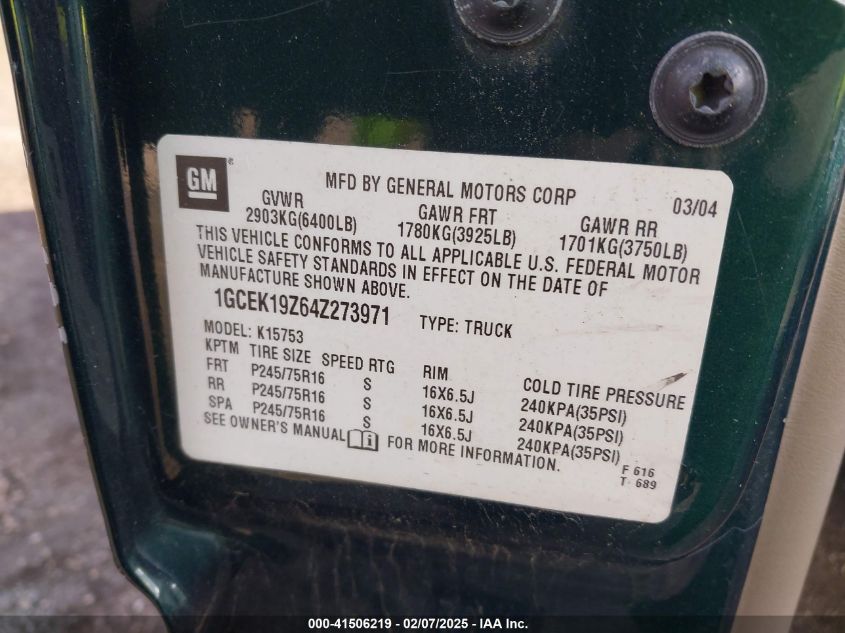 GM
MFD BY GENERAL MOTORS CORP 03/04
GVWR GAWR FRT GAWR RR
2903KG(6400LB) 1780KG(3925LB) 1701KG(3750LB)
THIS VEHICLE CONFORMS TO ALL APPLICABLE U.S. FEDERAL MOTOR
VEHICLE SAFETY STANDARDS IN EFFECT ON THE DATE OF
MANUFACTURE SHOWN ABOVE.
1GCEK19Z64Z273971 TYPE: TRUCK
MODEL: K15753
KPTM TIRE SIZE SPEED RTG RIM COLD TIRE PRESSURE
FRT P245/75R16 S 16X6.5J 240KPA(35PSI)
RR P245/75R16 S 16X6.5J 240KPA(35PSI)
SPA P245/75R16 S 16X6.5J 240KPA(35PSI)
SEE OWNER'S MANUAL FOR MORE INFORMATION.
F 616
T 689
000-41506219 - 02/07/2025 - IAA Inc.